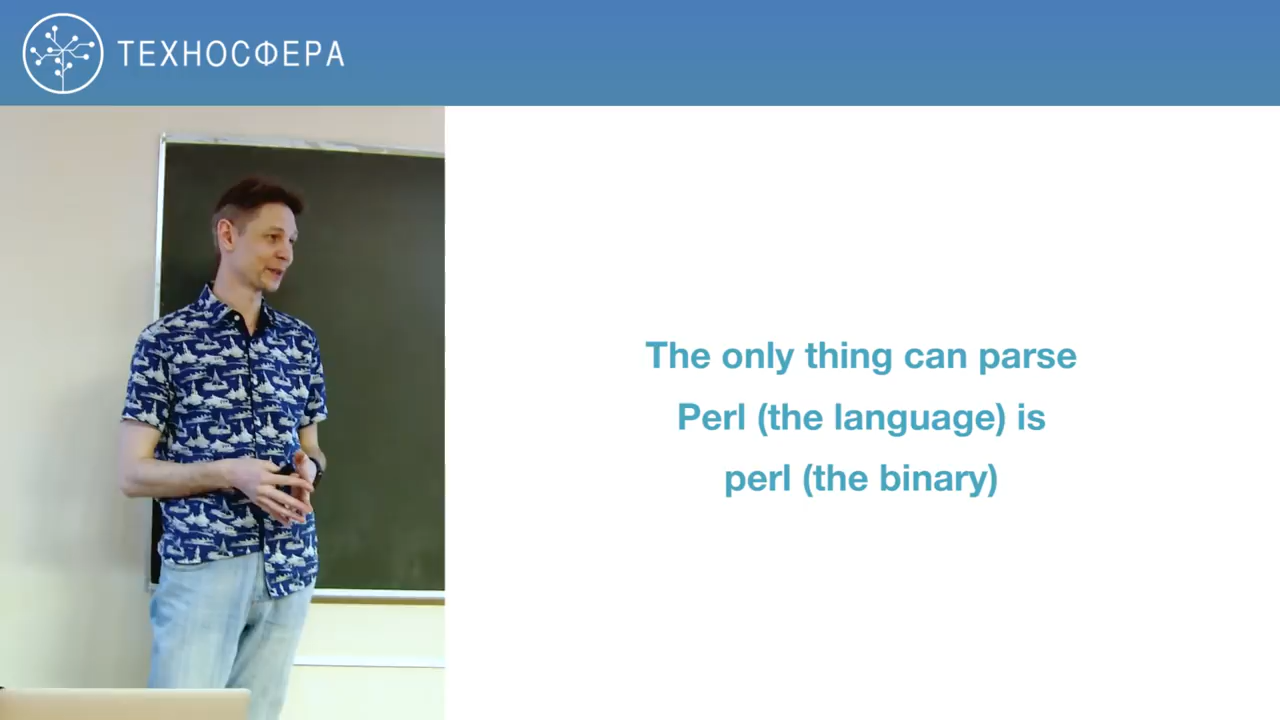 ТЕХНОСФЕРА
The only thing can parse
Perl (the language) is
perl (the binary)